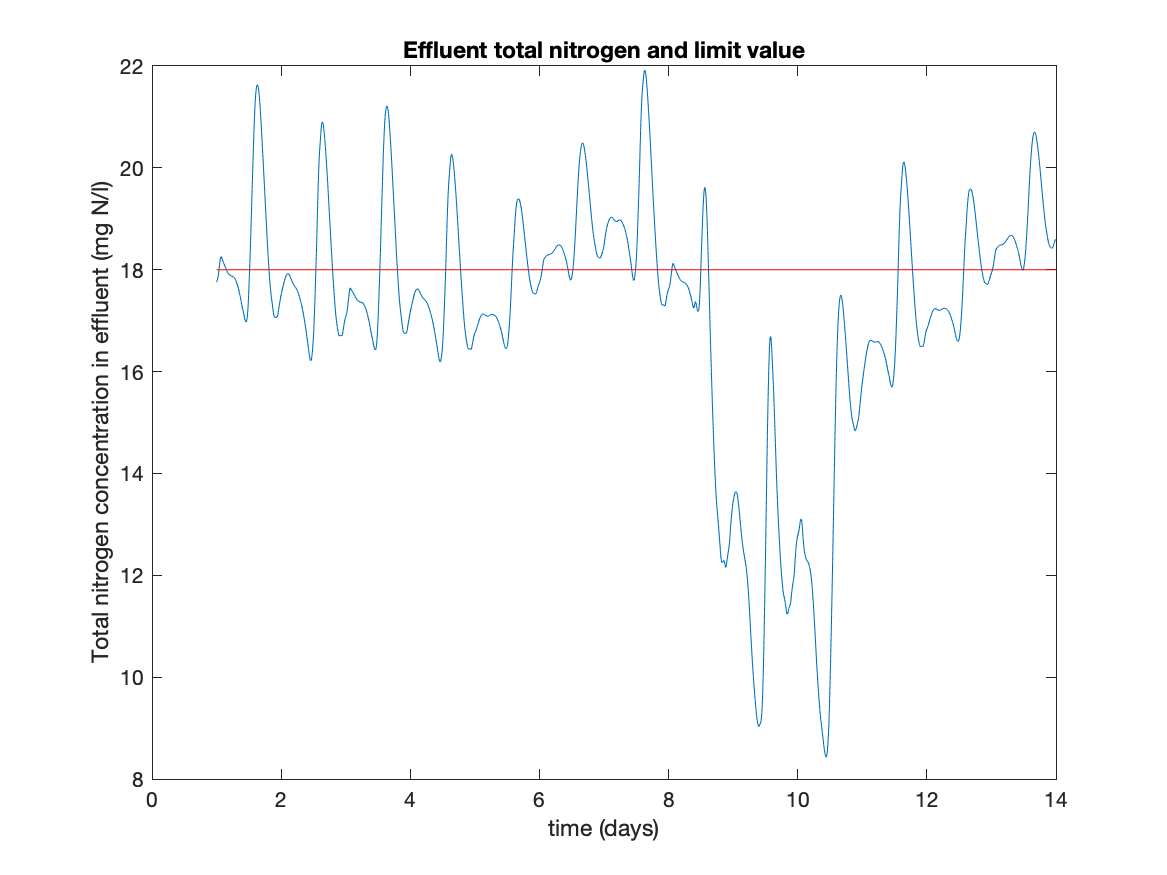 Effluent total nitrogen and limit value
Total nitrogen concentration in effluent (mg N/l)
22
20
18
16
14
12
10
8
0 2 4 6 8 10 12 14
time (days)